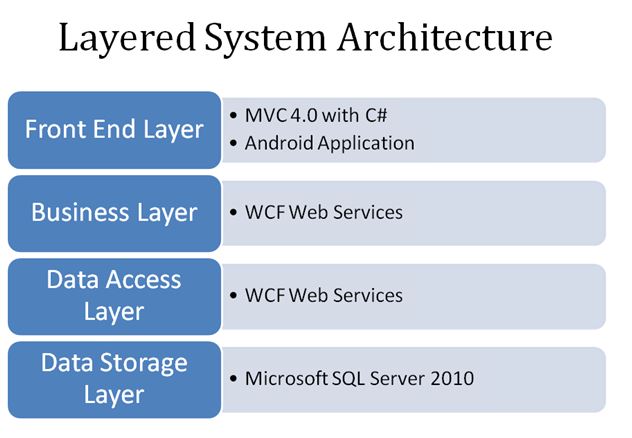 Layered System Architecture
Front End Layer
• MVC 4.0 with C#
• Android Application
Business Layer
• WCF Web Services
Data Access
Layer
• WCF Web Services
Data Storage
Layer
• Microsoft SQL Server 2010